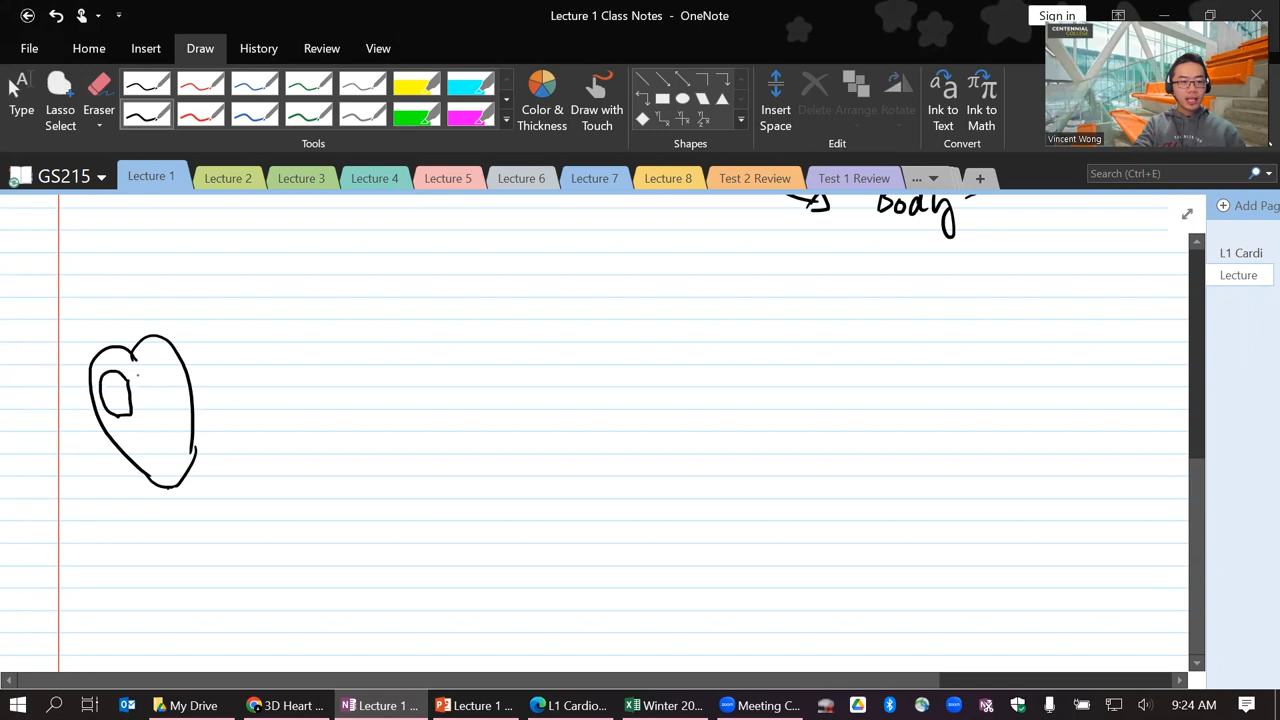 Lecture 1 Class Notes - OneNote
Sign in
File Home Insert Draw History Review View
CENTENNIAL
COLLEGE
Type
Lasso
Select
Eraser
Color &
Thickness
Draw with
Touch
Insert
Space
Delete
Arrange
Rotate
Ink to
Text
Ink to
Math
Tools
Shapes
Edit
Convert
Vincent Wong
GS215
Lecture 1
Lecture 2
Lecture 3
Lecture 4
Lecture 5
Lecture 6
Lecture 7
Lecture 8
Test 2 Review
Test 1 Review
...
Search (Ctrl+E)
Body
Add Pag
L1 Cardi
Lecture
My Drive
3D Heart ...
Lecture 1 ...
Lecture 1 ...
Cardio...
Winter 20...
Meeting C...
9:24 AM